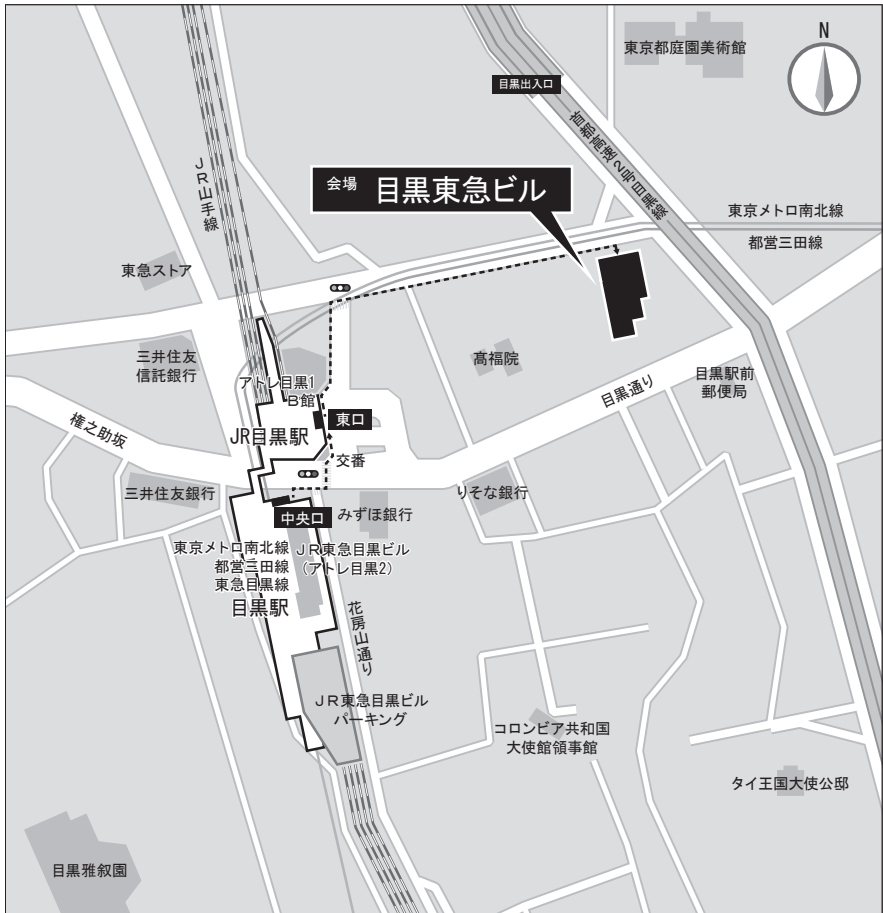 N
東京都庭園美術館
目黒出入口
首都高速2号目黒線
JR山手線
会場 目黒東急ビル
東京メトロ南北線
都営三田線
東急ストア
三井住友
信託銀行
アトレ目黒1
B館
髙福院
目黒通り
目黒駅前
郵便局
権之助坂
JR目黒駅
東口
交番
三井住友銀行
りそな銀行
中央口
みずほ銀行
東京メトロ南北線
都営三田線
東急目黒線
目黒駅
JR東急目黒ビル
(アトレ目黒2)
花房山通り
JR東急目黒ビル
パーキング
コロンビア共和国
大使館領事館
タイ王国大使公邸
目黒雅叙園